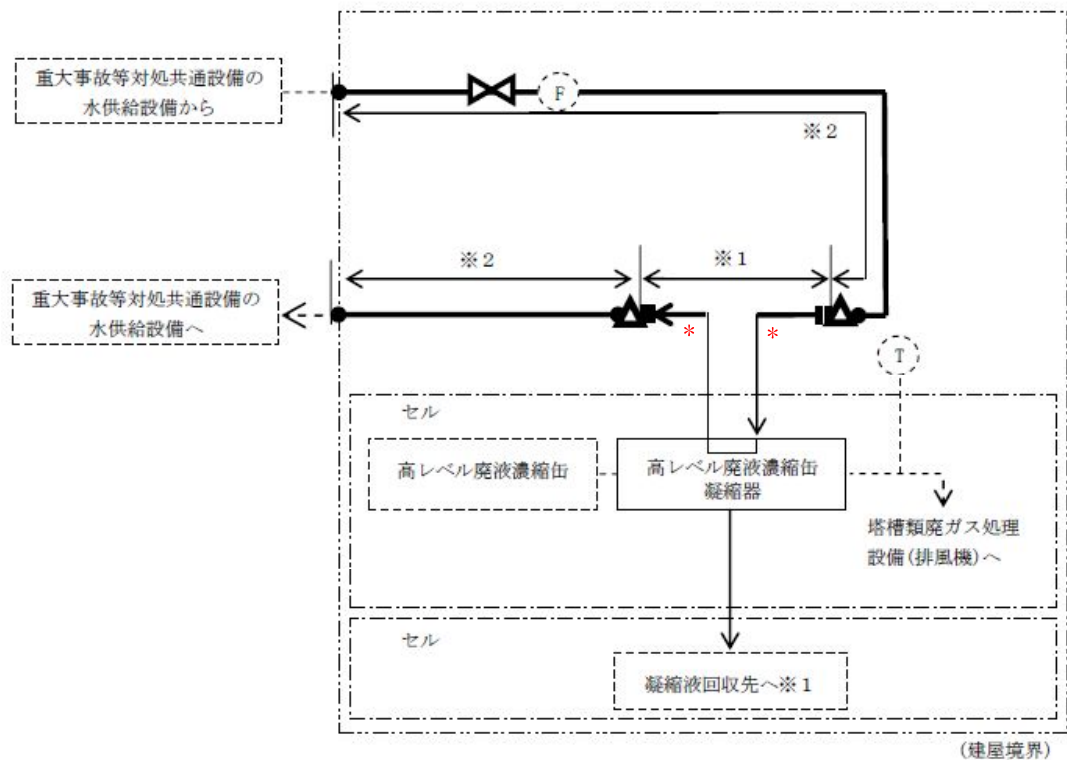 重大事故等対処共通設備の
水供給設備から
F
※2
※2
※1
重大事故等対処共通設備の
水供給設備へ
*
*
T
セル
高レベル廃液濃縮缶
高レベル廃液濃縮缶
凝縮器
塔槽類廃ガス処理
設備(排風機)へ
セル
凝縮液回収先へ※1
(建屋境界)